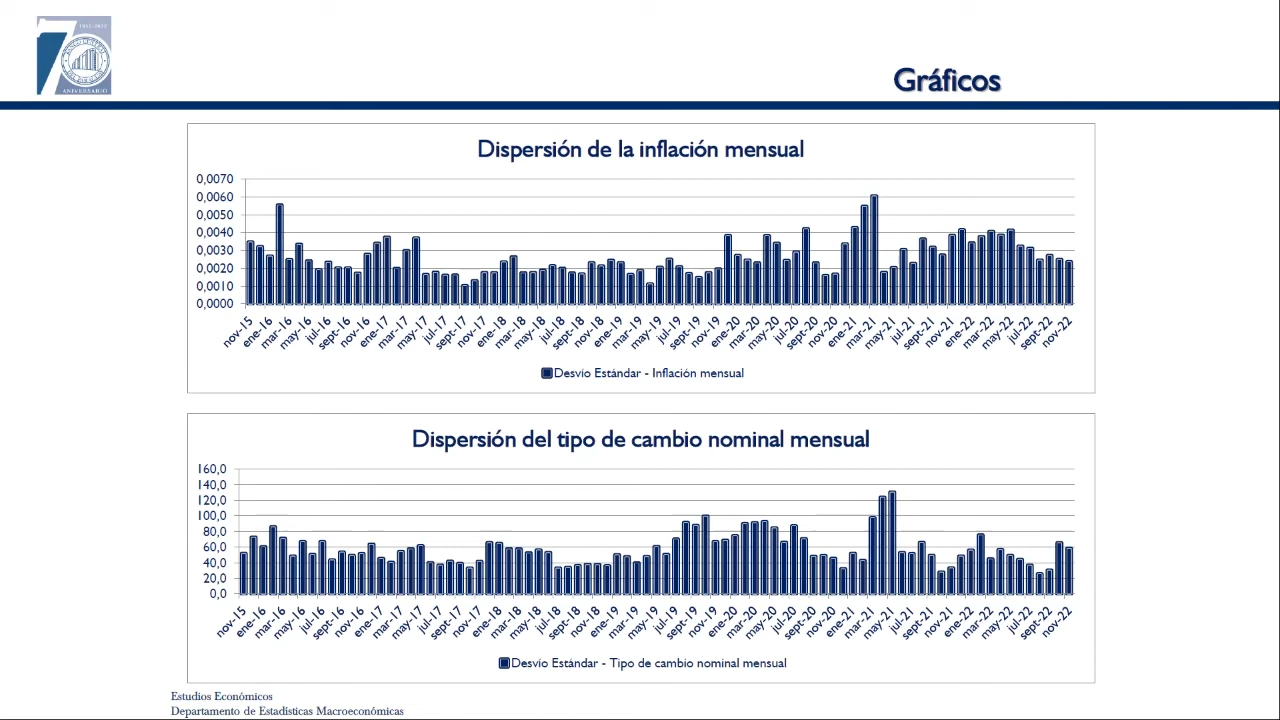 70
1952-2022
BANCO CENTRAL
DEL PARAGUAY
ANIVERSARIO
Gráficos
Dispersión de la inflación mensual
0,0070
0,0060
0,0050
0,0040
0,0030
0,0020
0,0010
0,0000
nov-15 ene-16 mar-16 may-16 jul-16 sept-16 nov-16 ene-17 mar-17 may-17 jul-17 sept-17 nov-17 ene-18 mar-18 may-18 jul-18 sept-18 nov-18 ene-19 mar-19 may-19 jul-19 sept-19 nov-19 ene-20 mar-20 may-20 jul-20 sept-20 nov-20 ene-21 mar-21 may-21 jul-21 sept-21 nov-21 ene-22 mar-22 may-22 jul-22 sept-22 nov-22
Desvío Estándar - Inflación mensual
Dispersión del tipo de cambio nominal mensual
160,0
140,0
120,0
100,0
80,0
60,0
40,0
20,0
0,0
nov-15 ene-16 mar-16 may-16 jul-16 sept-16 nov-16 ene-17 mar-17 may-17 jul-17 sept-17 nov-17 ene-18 mar-18 may-18 jul-18 sept-18 nov-18 ene-19 mar-19 may-19 jul-19 sept-19 nov-19 ene-20 mar-20 may-20 jul-20 sept-20 nov-20 ene-21 mar-21 may-21 jul-21 sept-21 nov-21 ene-22 mar-22 may-22 jul-22 sept-22 nov-22
Desvío Estándar - Tipo de cambio nominal mensual
Estudios Económicos
Departamento de Estadísticas Macroeconómicas